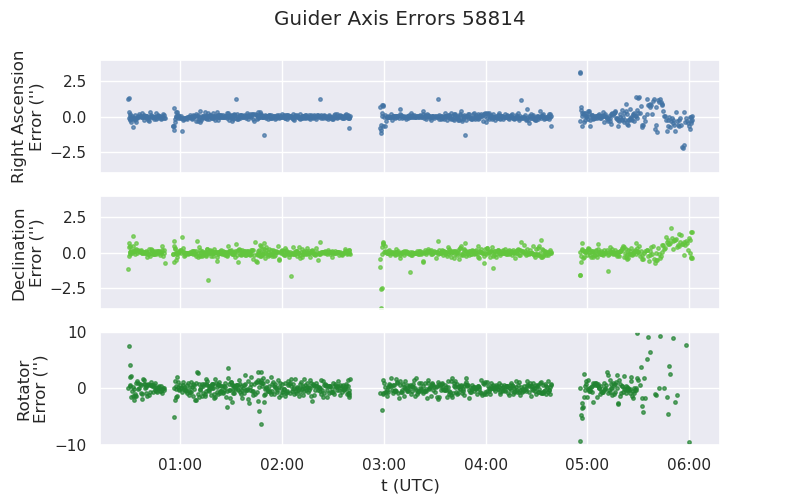 Guider Axis Errors 58814
Right Ascension
Error ('')
2.5
0.0
−2.5
Declination
Error ('')
2.5
0.0
−2.5
Rotator
Error ('')
10
0
−10
01:00 02:00 03:00 04:00 05:00 06:00
t (UTC)